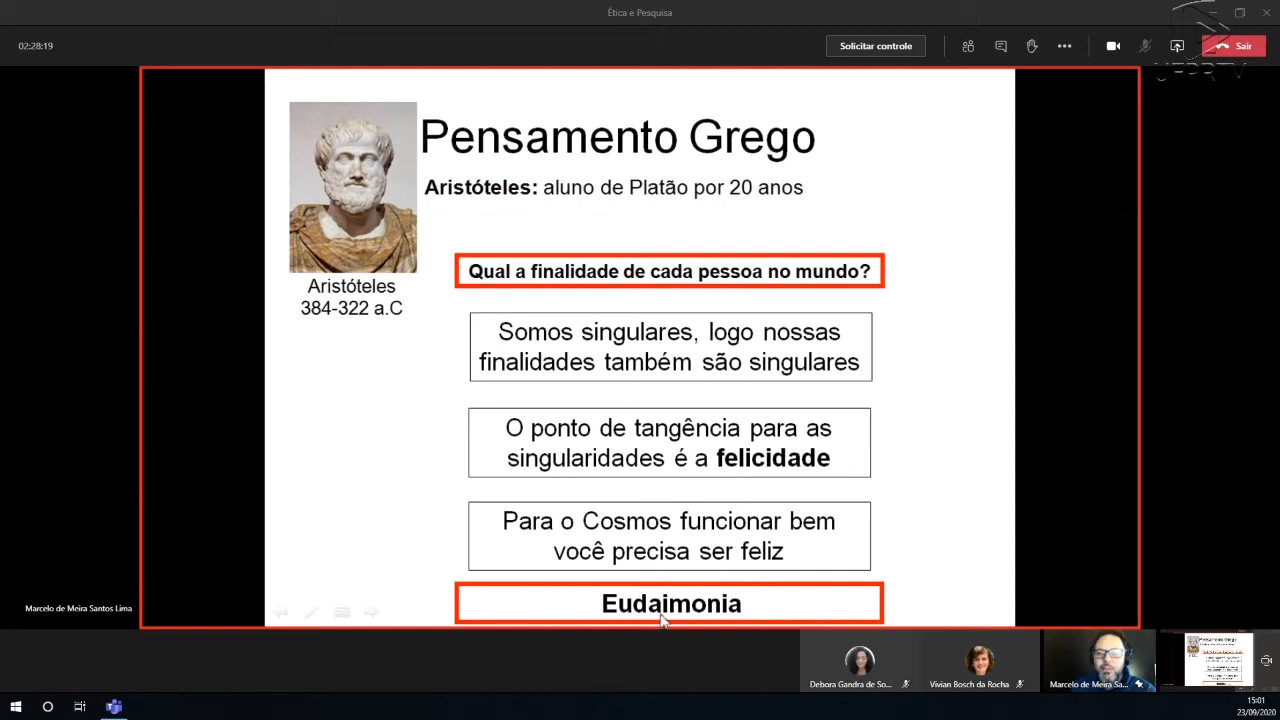 Ética e Pesquisa
02:28:19
Solicitar controle
Sair
UFPRTV
Pensamento Grego
Aristóteles: aluno de Platão por 20 anos
Qual a finalidade de cada pessoa no mundo?
Aristóteles
384-322 a.C
Somos singulares, logo nossas
finalidades também são singulares
O ponto de tangência para as
singularidades é a felicidade
Para o Cosmos funcionar bem
você precisa ser feliz
Eudaimonia
Marcelo de Meira Santos Lima
Debora Gandra de So...
Vivian Bosch da Rocha
Marcelo de Meira Sa...
Pensamento Grego
15:01
23/09/2020